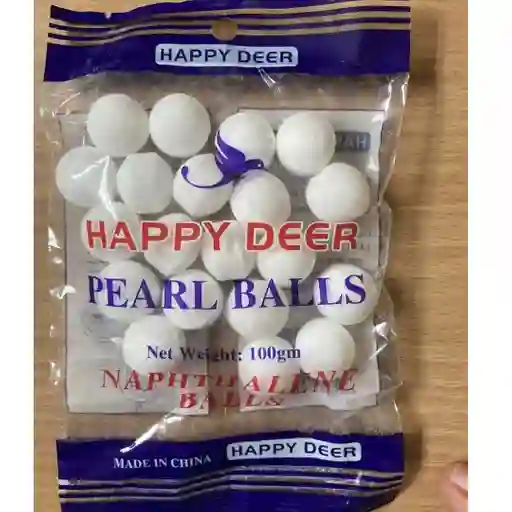 HAPPY DEER
HAPPY DEER
PEARL BALLS
Net Weight: 100gm
NAPHTHALENE
BALLS
MADE IN CHINA HAPPY DEER